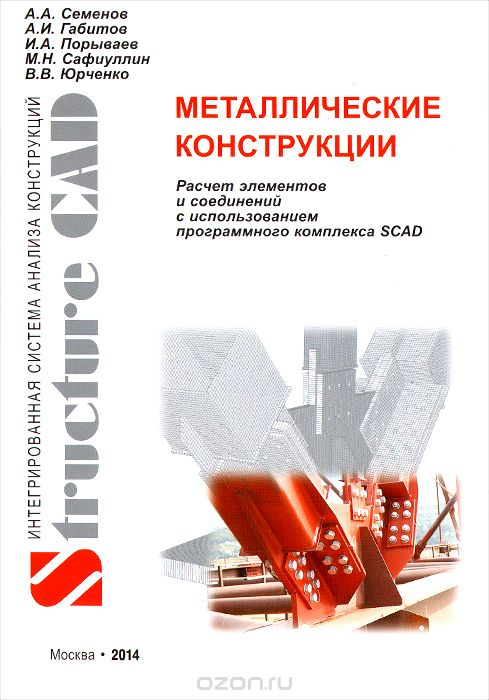 А.А. Семенов
А.И. Габитов
И.А. Порываев
М.Н. Сафиуллин
В.В. Юрченко
ИНТЕГРИРОВАННАЯ СИСТЕМА АНАЛИЗА КОНСТРУКЦИЙ
Structure CAD
МЕТАЛЛИЧЕСКИЕ
КОНСТРУКЦИИ
Расчет элементов
и соединений
с использованием
программного комплекса SCAD
Москва • 2014
ozon.ru